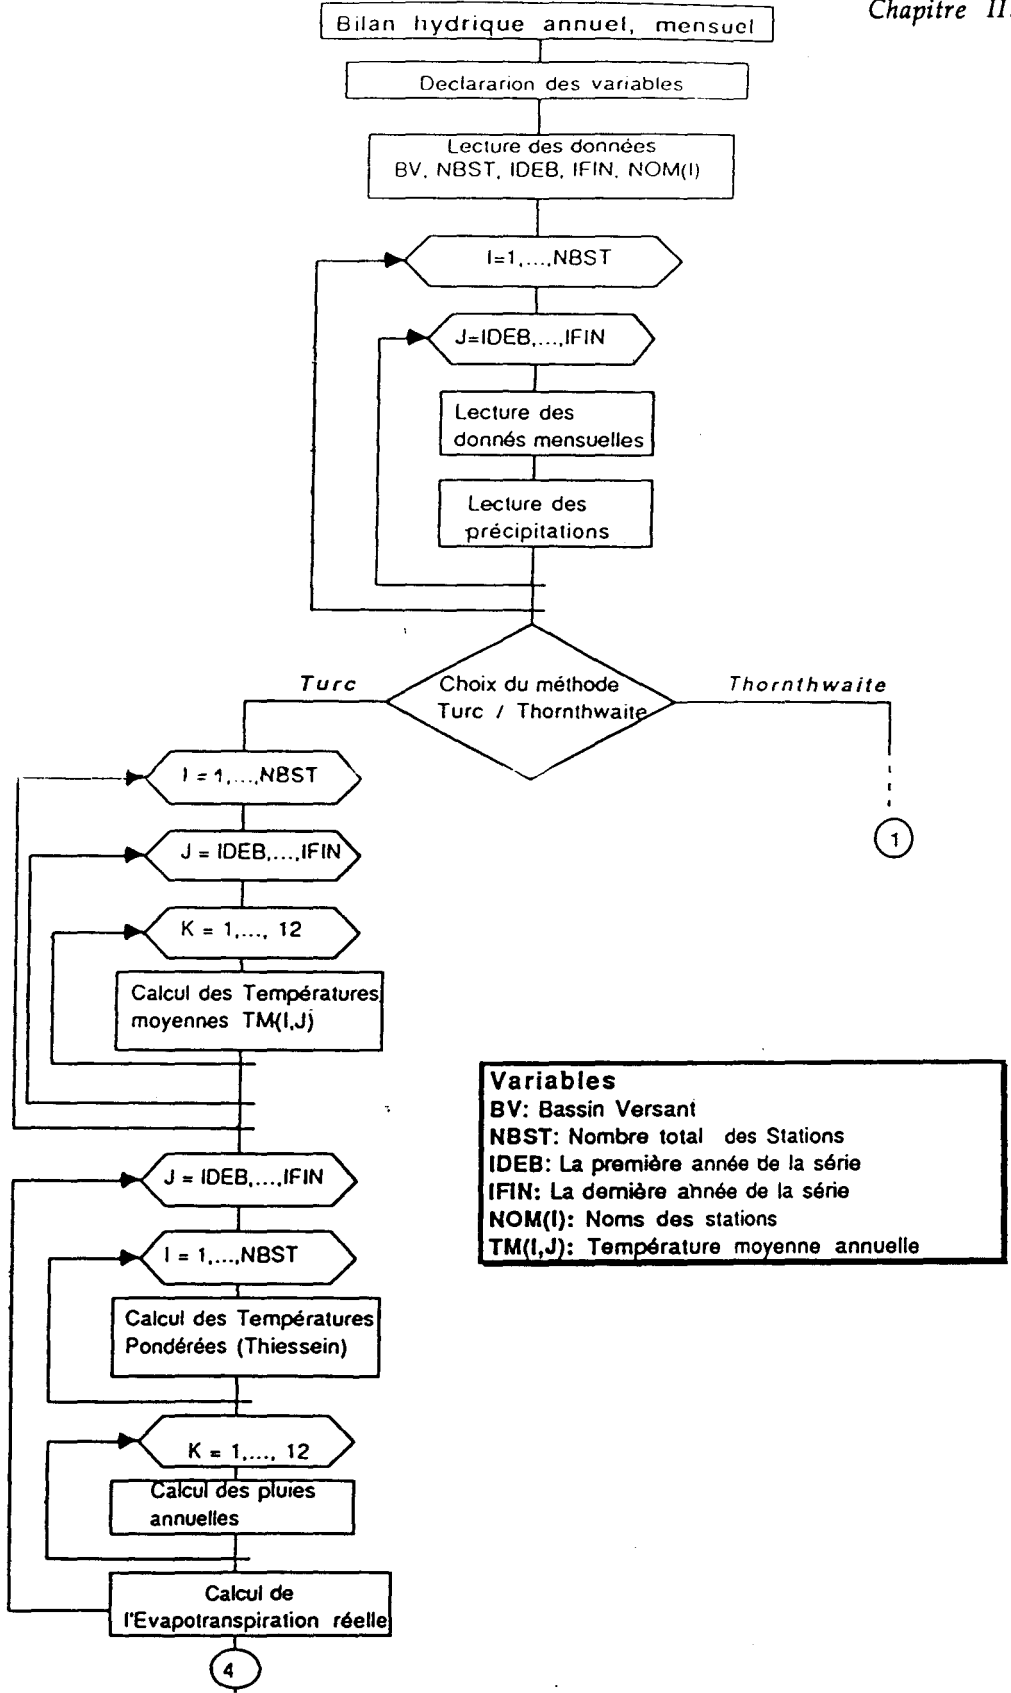 Chapitre II.
Bilan hydrique annuel, mensuel
Declararion des variables
Lecture des données
BV, NBST, IDEB, IFIN, NOM(I)
I=1,...,NBST
J=IDEB,...,IFIN
Lecture des
donnés mensuelles
Lecture des
précipitations
Turc
Choix du méthode
Turc / Thornthwaite
Thornthwaite
I = 1,...,NBST
J = IDEB,...,IFIN
1
K = 1,..., 12
Calcul des Températures
moyennes TM(I,J)
Variables
BV: Bassin Versant
NBST: Nombre total des Stations
IDEB: La première année de la série
IFIN: La dernière année de la série
NOM(I): Noms des stations
TM(I,J): Température moyenne annuelle
J = IDEB,...,IFIN
I = 1,...,NBST
Calcul des Températures
Pondérées (Thiessein)
K = 1,..., 12
Calcul des pluies
annuelles
Calcul de
l'Evapotranspiration réelle
4